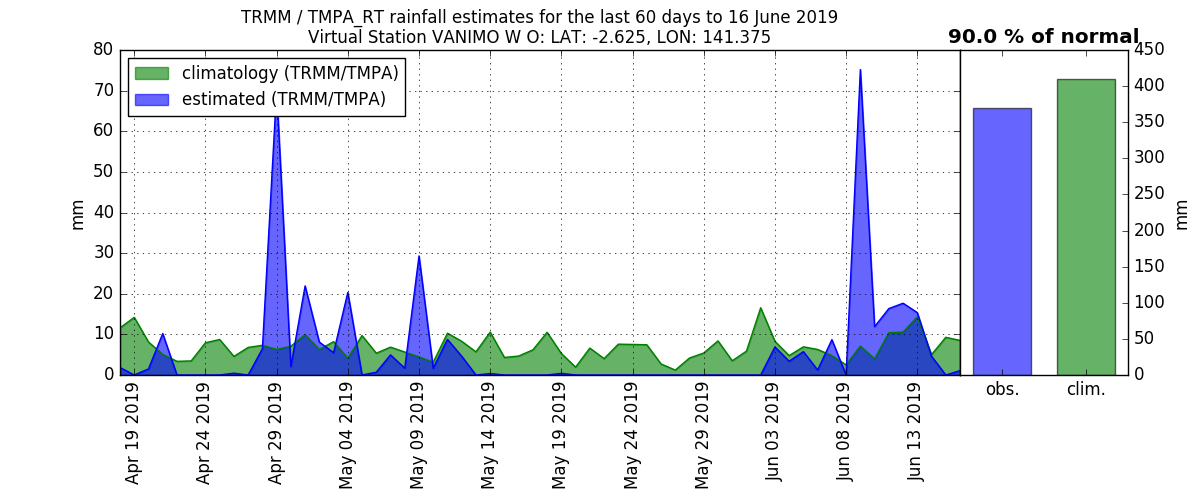 TRMM / TMPA_RT rainfall estimates for the last 60 days to 16 June 2019
Virtual Station VANIMO W O: LAT: -2.625, LON: 141.375
90.0 % of normal
climatology (TRMM/TMPA)
estimated (TRMM/TMPA)
80
70
60
50
40
30
20
10
0
mm
Apr 19 2019
Apr 24 2019
Apr 29 2019
May 04 2019
May 09 2019
May 14 2019
May 19 2019
May 24 2019
May 29 2019
Jun 03 2019
Jun 08 2019
Jun 13 2019
450
400
350
300
250
200
150
100
50
0
mm
obs.
clim.